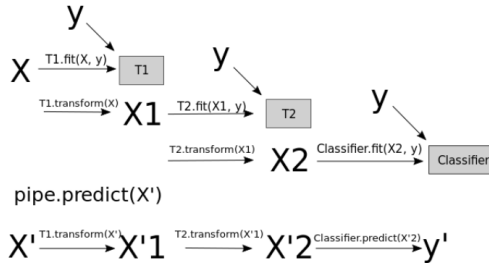 y
X T1.fit(X, y) T1
y
T1.transform(X) X1 T2.fit(X1, y) T2
y
T2.transform(X1) X2 Classifier.fit(X2, y) Classifier
pipe.predict(X')
X' T1.transform(X') X'1 T2.transform(X'1) X'2 Classifier.predict(X'2) y'